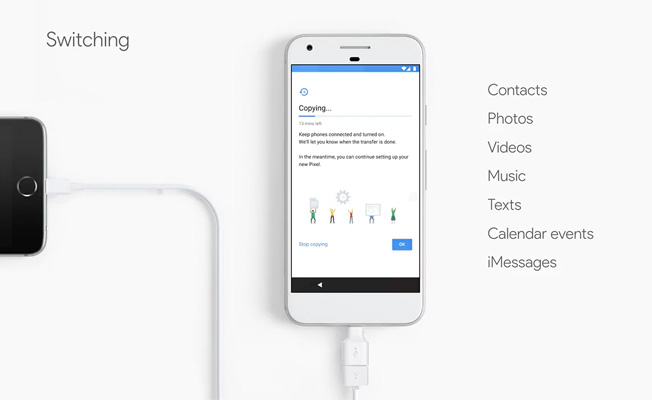 Switching
Copying...
13 mins left
Keep phones connected and turned on.
We'll let you know when the transfer is done.
In the meantime, you can continue setting up your
new Pixel.
Stop copying
OK
Contacts
Photos
Videos
Music
Texts
Calendar events
iMessages